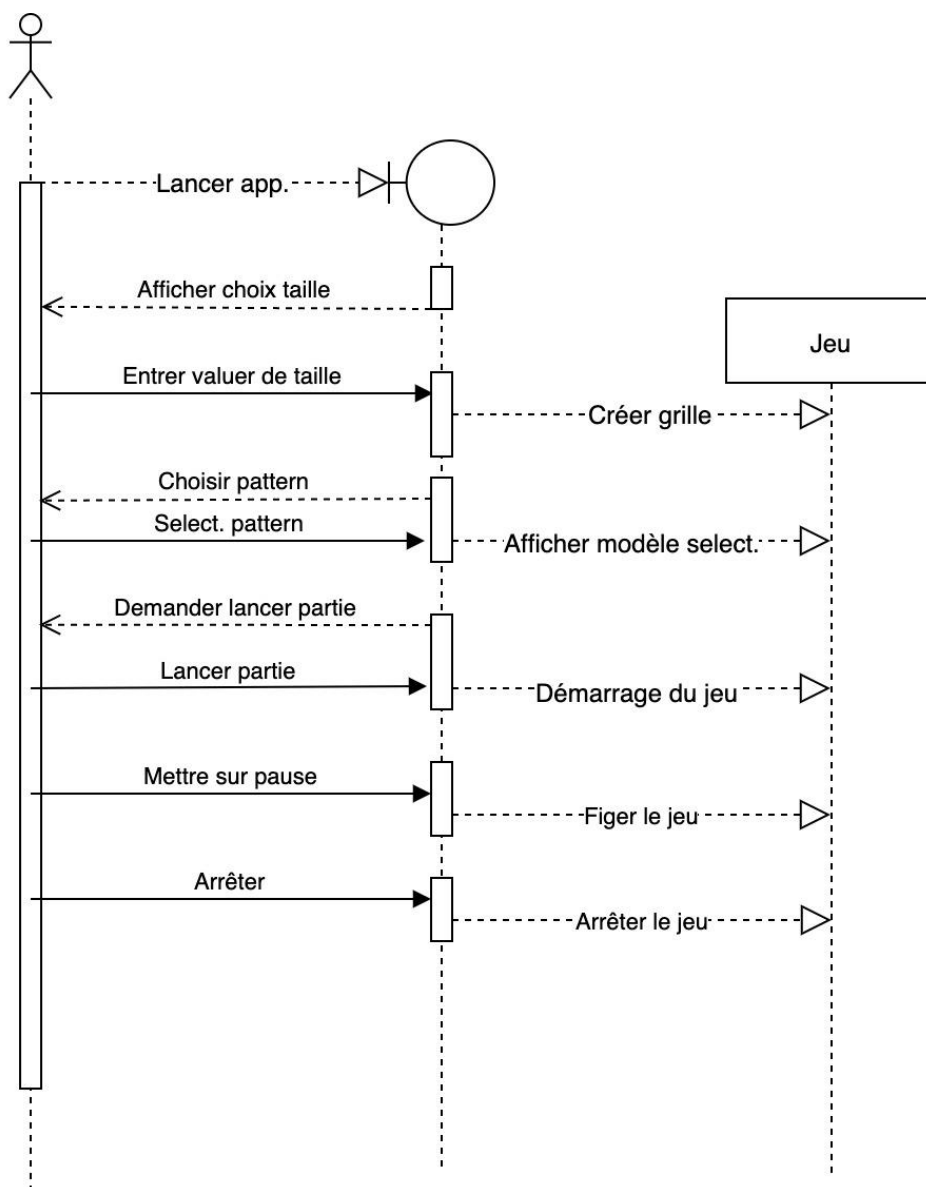 Lancer app.
Afficher choix taille
Jeu
Entrer valuer de taille
Créer grille
Choisir pattern
Select. pattern
Afficher modèle select.
Demander lancer partie
Lancer partie
Démarrage du jeu
Mettre sur pause
Figer le jeu
Arrêter
Arrêter le jeu